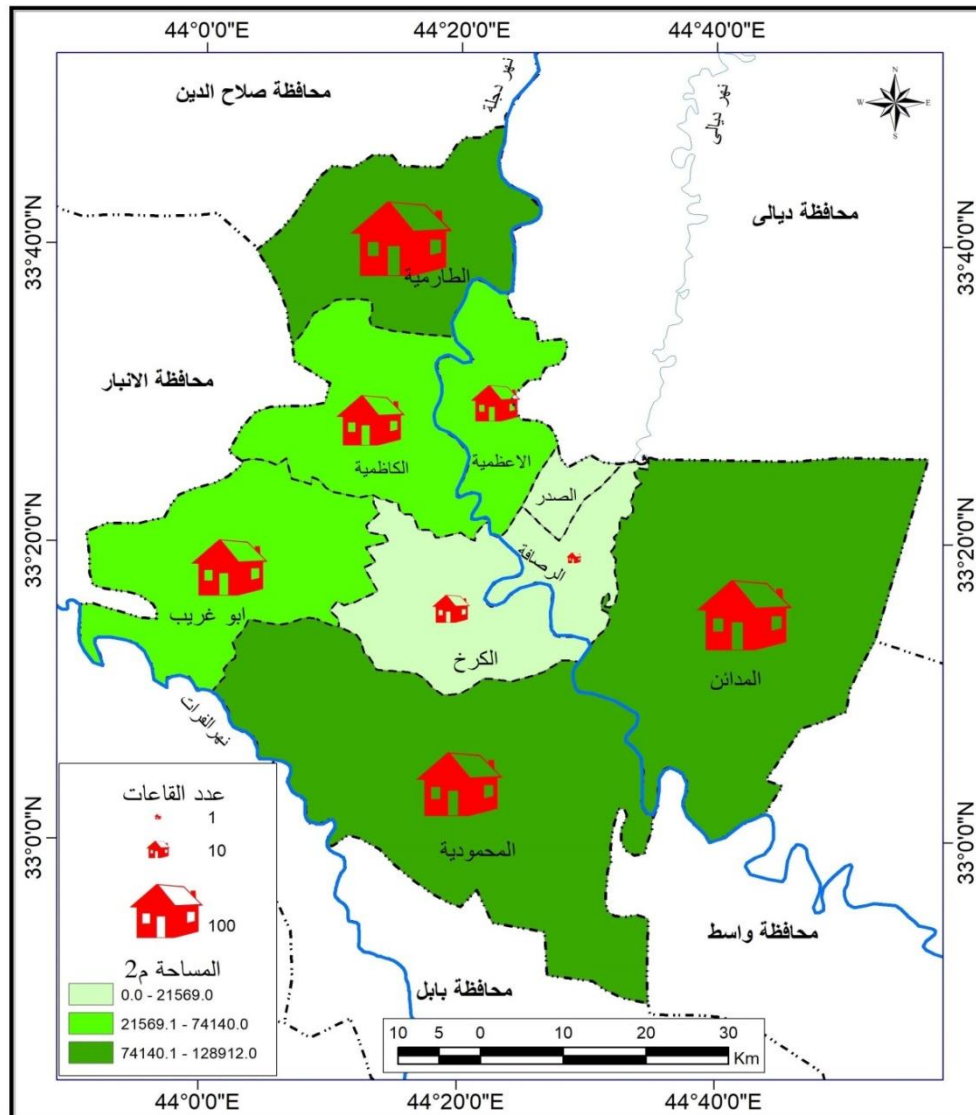 44°0'0"E
44°20'0"E
44°40'0"E
محافظة صلاح الدين
نهر دجلة
نهر ديالى
N
W
E
S
33°40'0"N
33°40'0"N
محافظة ديالى
الطارمية
محافظة الانبار
الكاظمية
الاعظمية
الصدر
33°20'0"N
33°20'0"N
الرصافة
ابو غريب
الكرخ
المدائن
نهر الفرات
المحمودية
33°0'0"N
33°0'0"N
عدد القاعات
1
10
100
المساحة م2
0.0 - 21569.0
21569.1 - 74140.0
74140.1 - 128912.0
محافظة واسط
محافظة بابل
10 5 0 10 20 30
Km
44°0'0"E
44°20'0"E
44°40'0"E